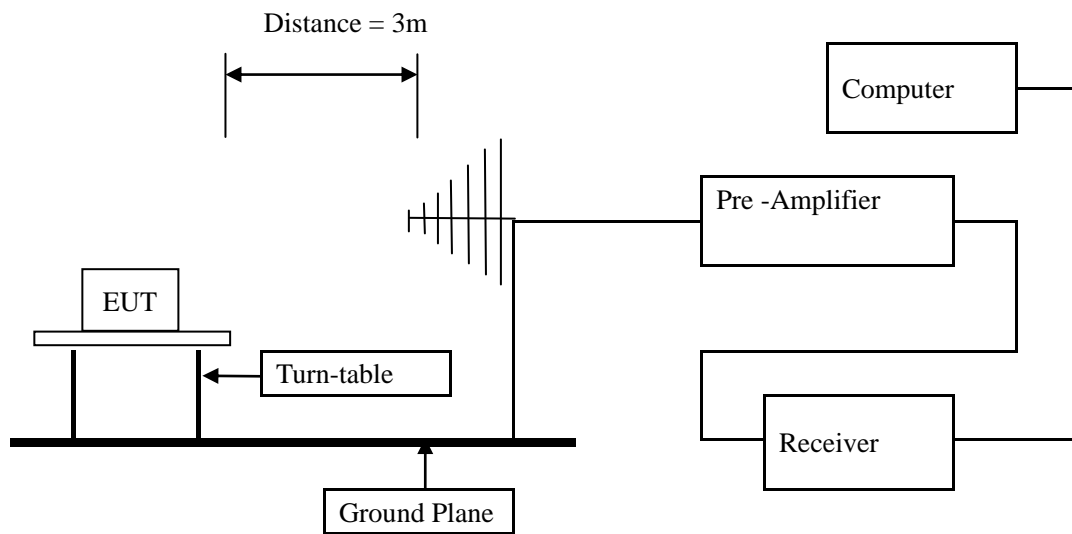 Distance = 3m
Computer
Pre -Amplifier
EUT
Turn-table
Receiver
Ground Plane